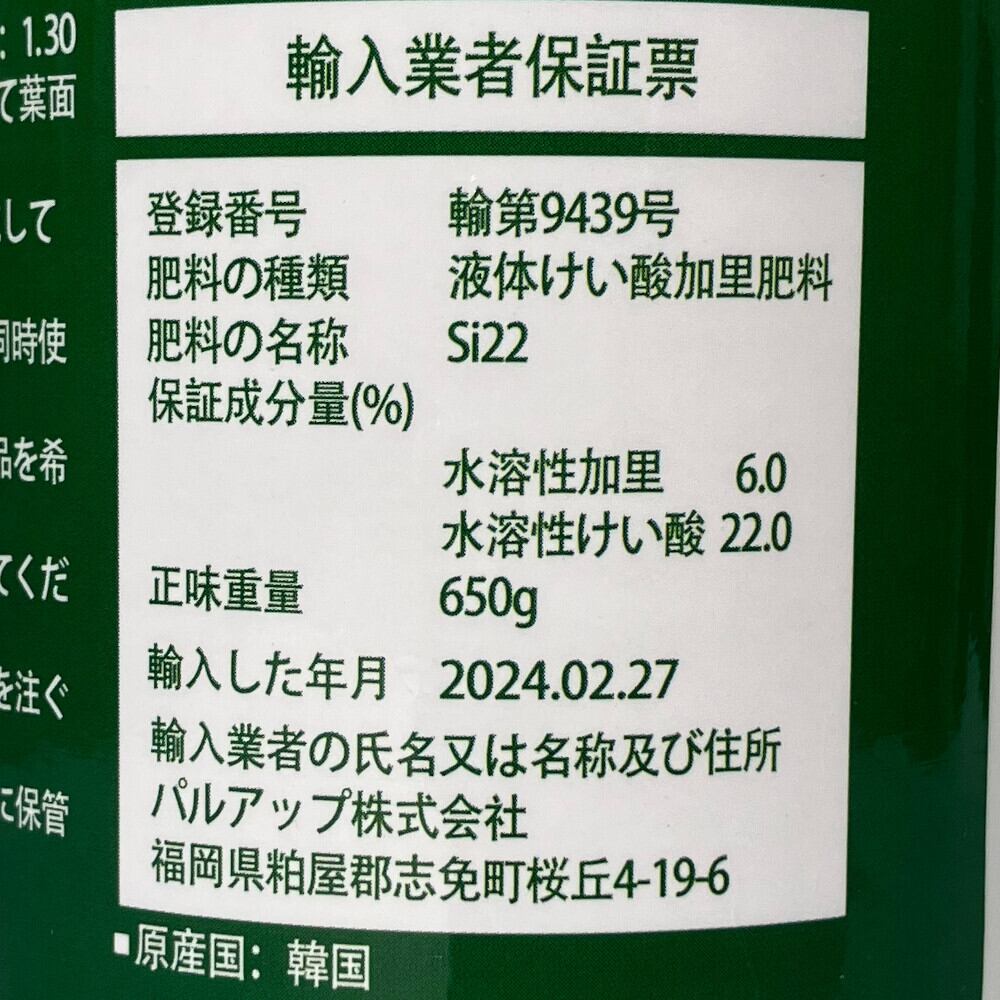 : 1.30
て葉面
して
同時使
品を希
てくだ
を注ぐ
に保管
輸入業者保証票
登録番号 輸第9439号
肥料の種類 液体けい酸加里肥料
肥料の名称 Si22
保証成分量(%)
水溶性加里 6.0
水溶性けい酸 22.0
正味重量 650g
輸入した年月 2024.02.27
輸入業者の氏名又は名称及び住所
パルアップ株式会社
福岡県粕屋郡志免町桜丘4-19-6
■原産国：韓国